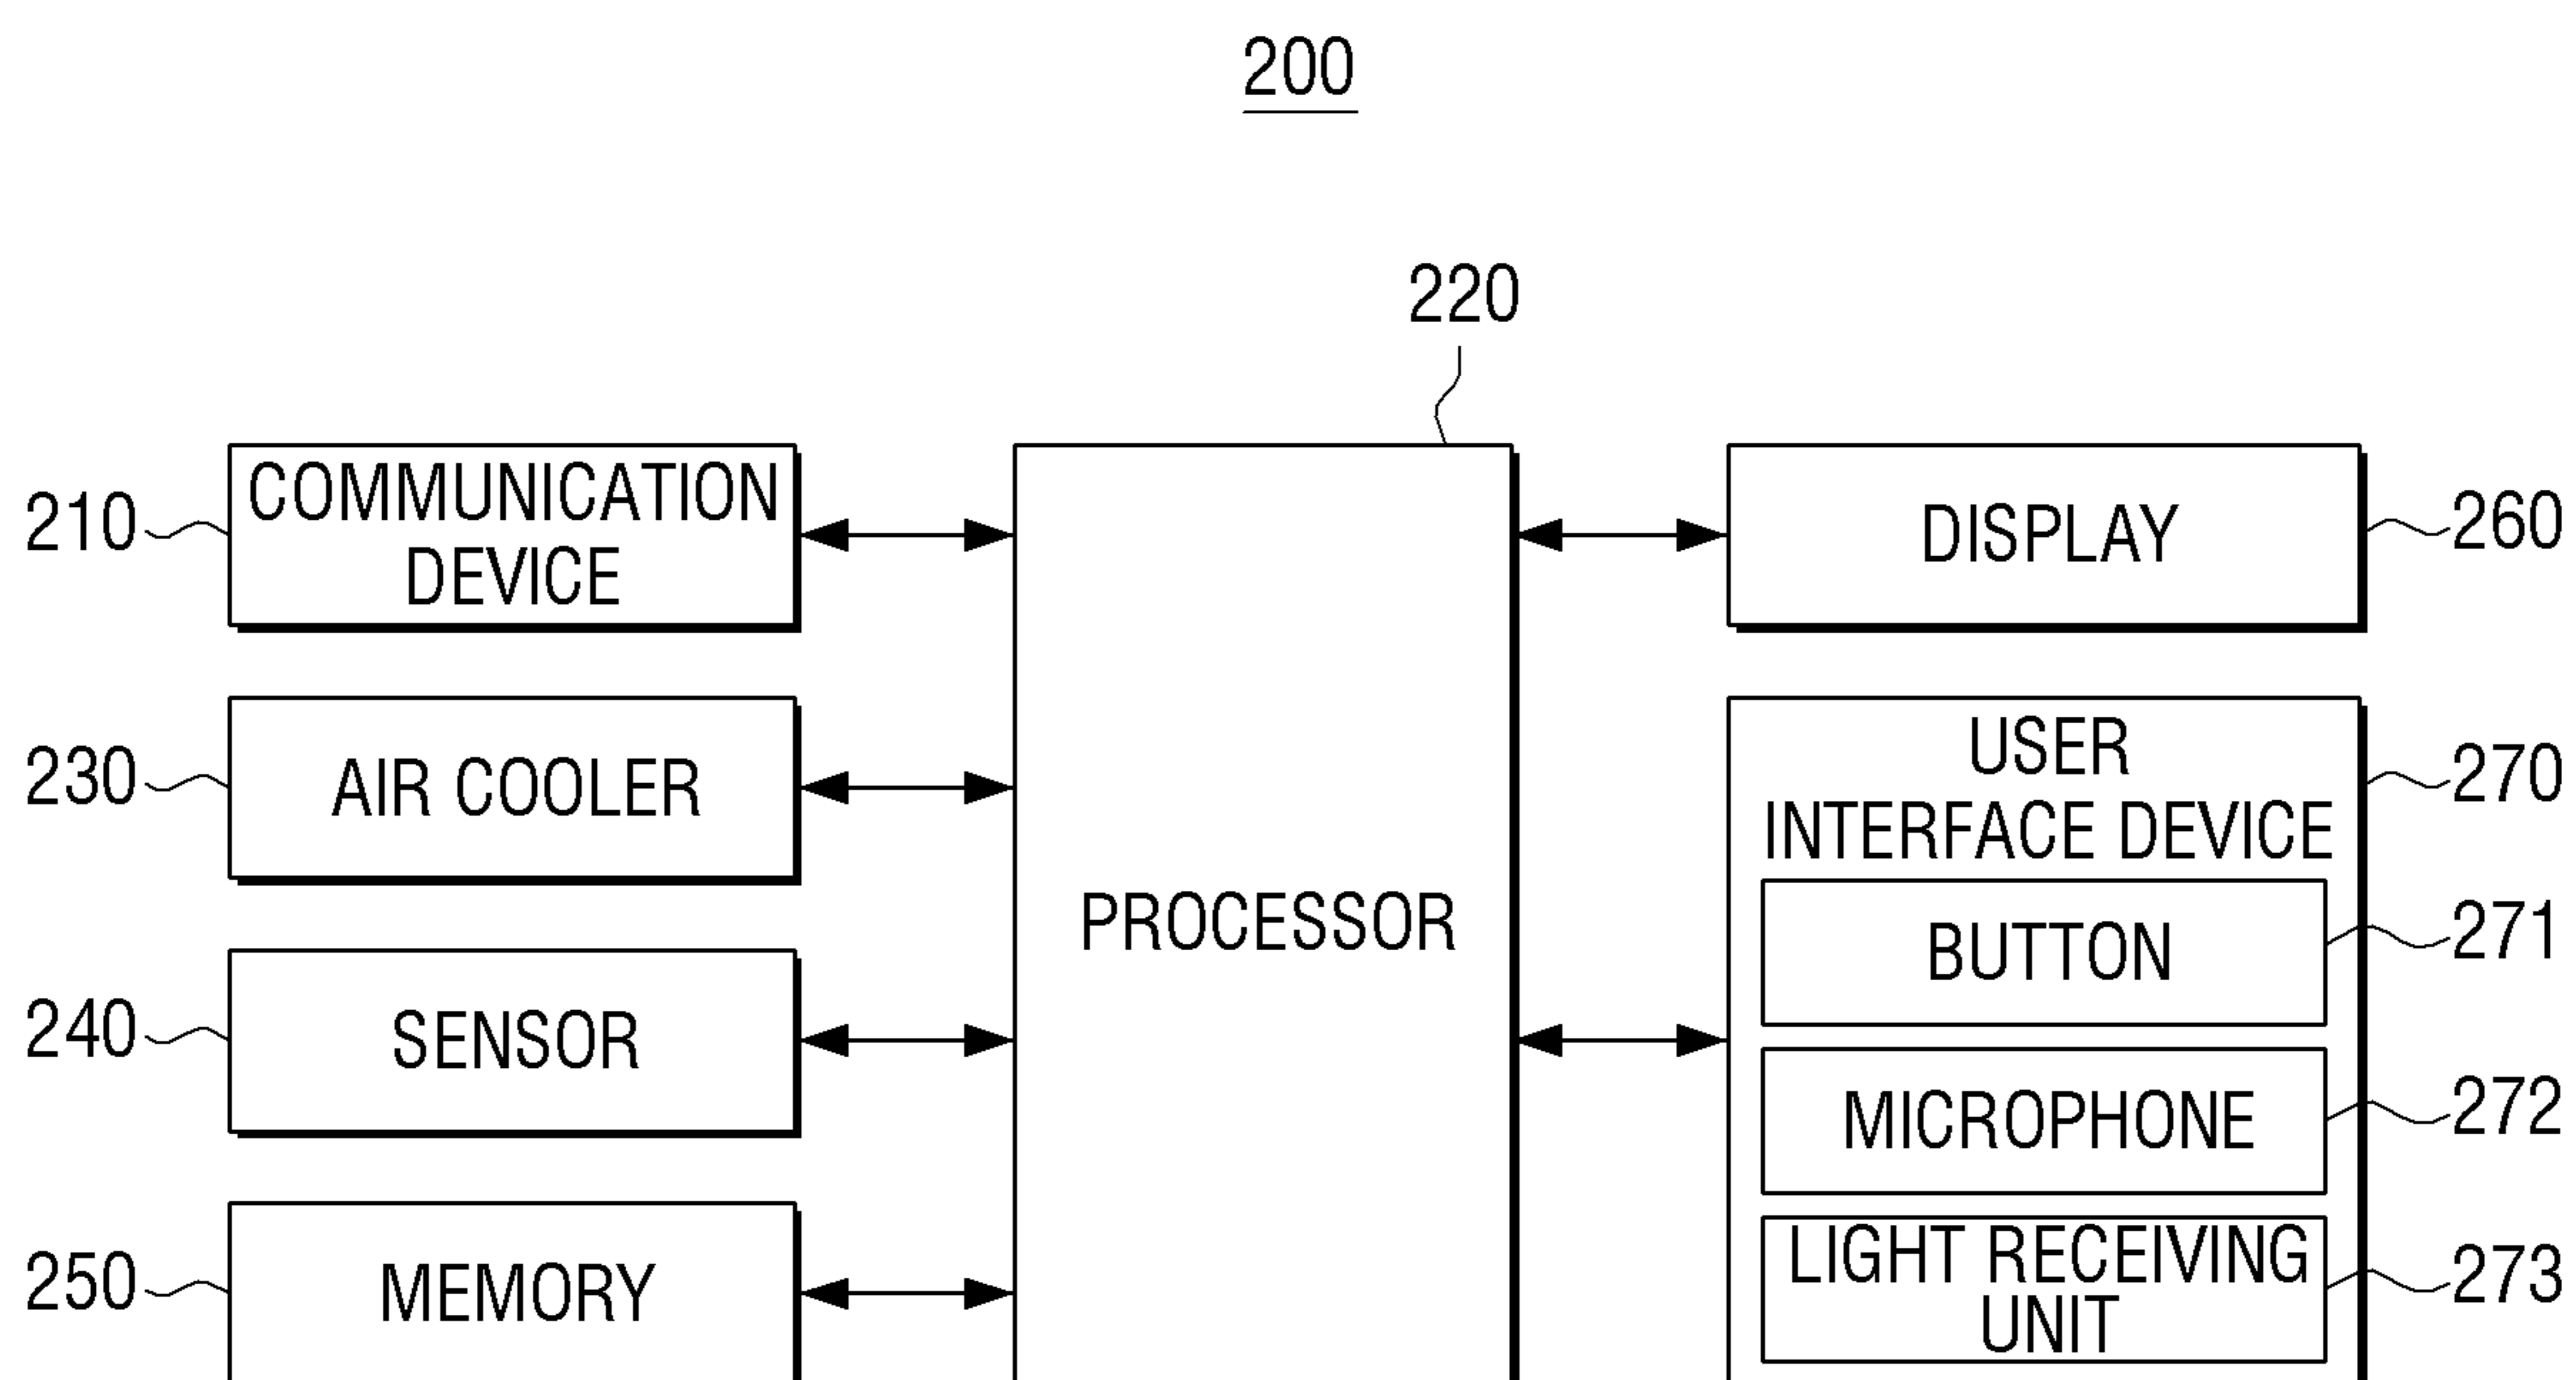 200
220
210
COMMUNICATION
DEVICE
230
AIR COOLER
240
SENSOR
250
MEMORY
PROCESSOR
DISPLAY
260
USER
INTERFACE DEVICE
270
BUTTON
271
MICROPHONE
272
LIGHT RECEIVING
UNIT
273